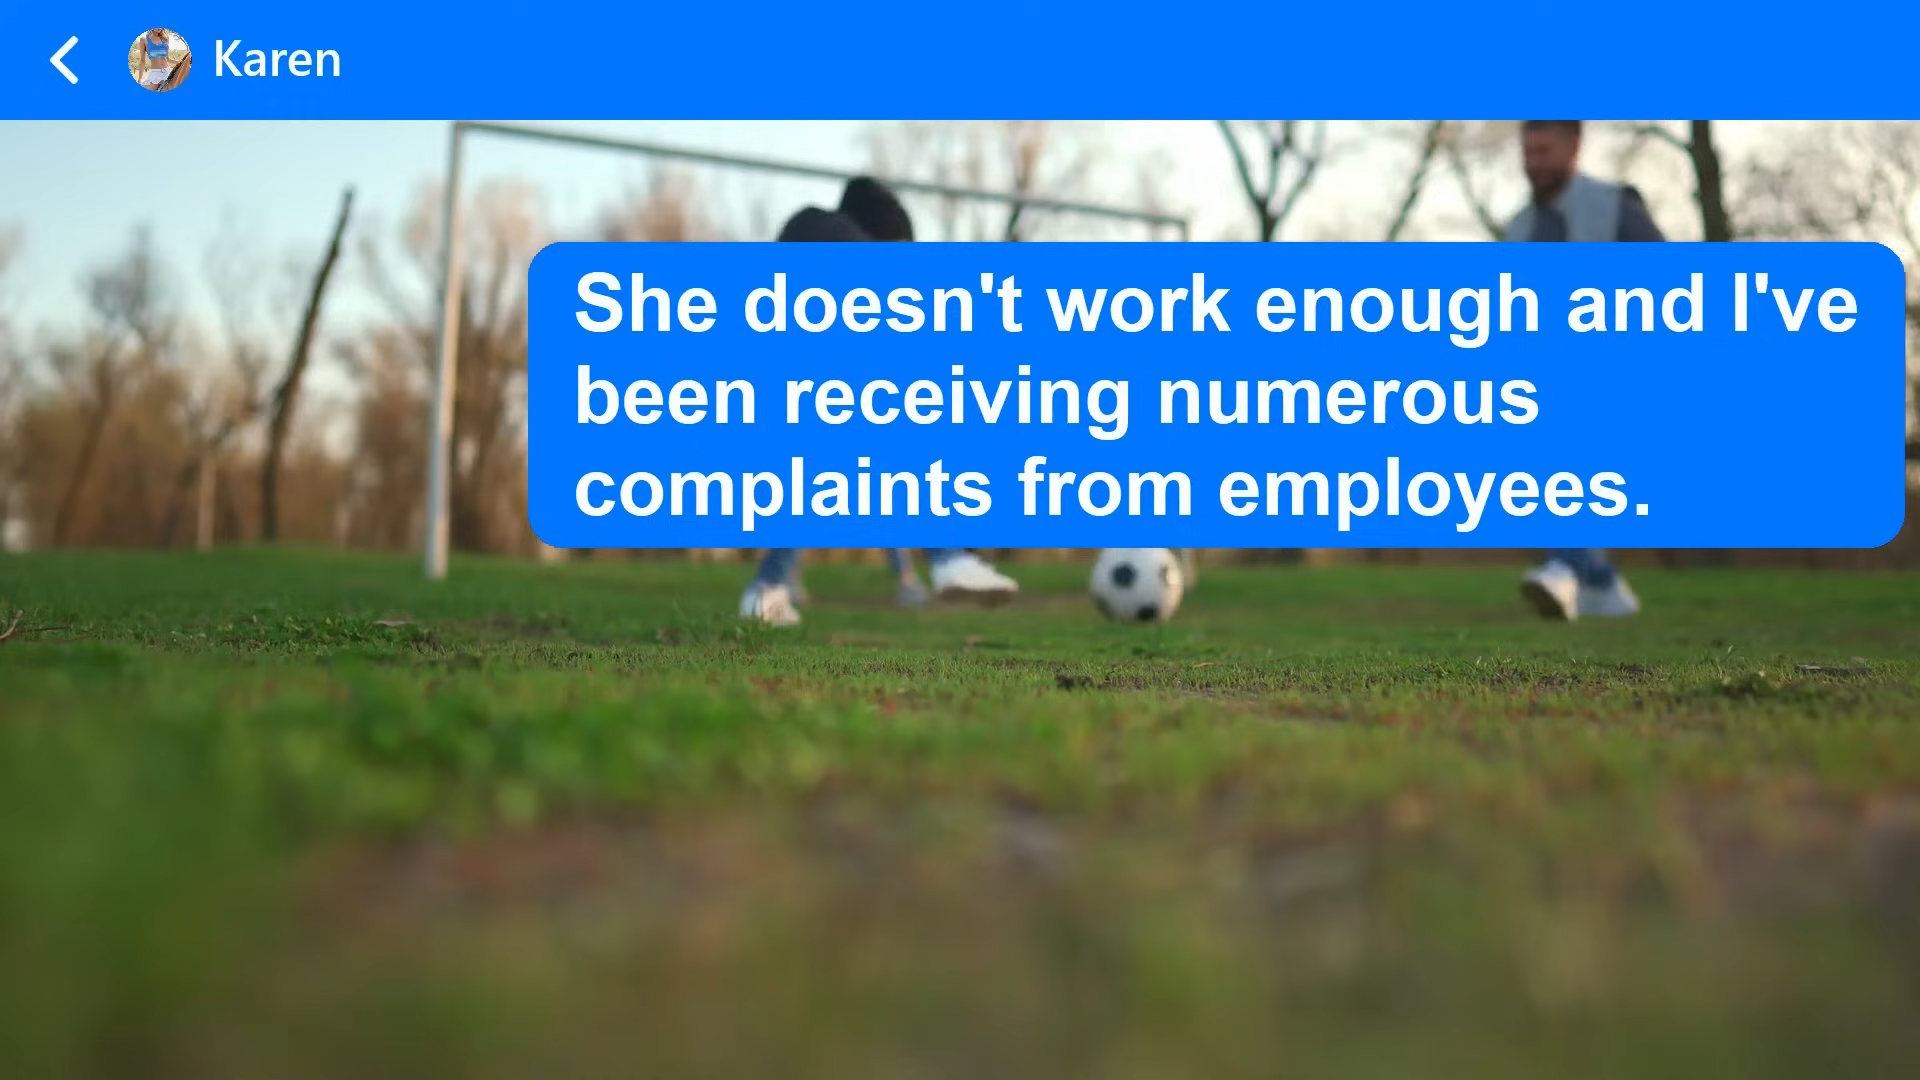 Karen
She doesn't work enough and I've
been receiving numerous
complaints from employees.